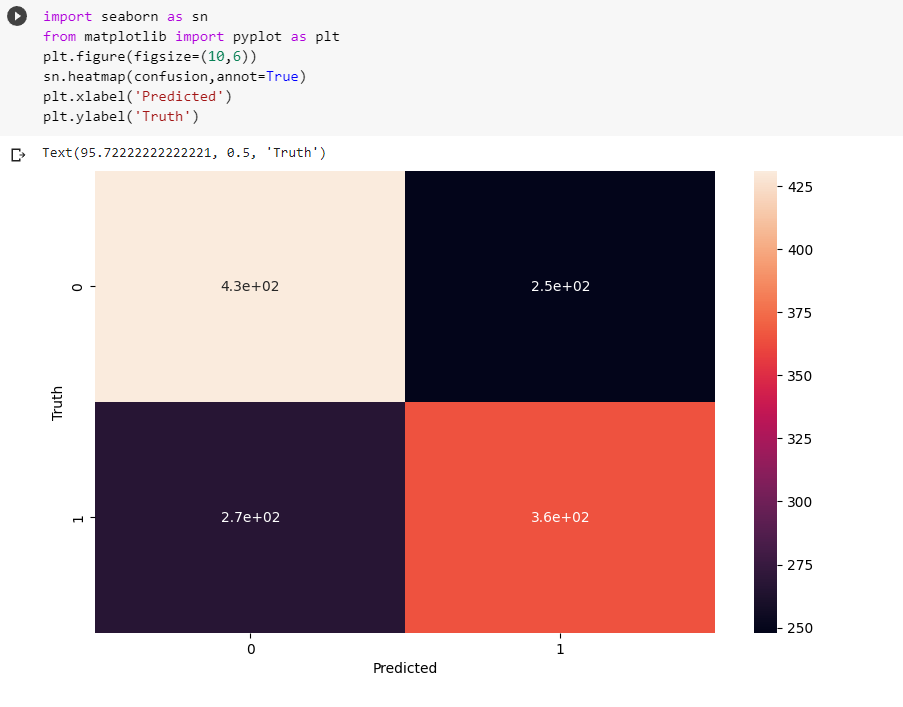 import seaborn as sn
from matplotlib import pyplot as plt
plt.figure(figsize=(10,6))
sn.heatmap(confusion,annot=True)
plt.xlabel('Predicted')
plt.ylabel('Truth')
Text(95.72222222222221, 0.5, 'Truth')
425
400
375
350
325
300
275
250
0
4.3e+02
2.5e+02
Truth
1
2.7e+02
3.6e+02
0
1
Predicted